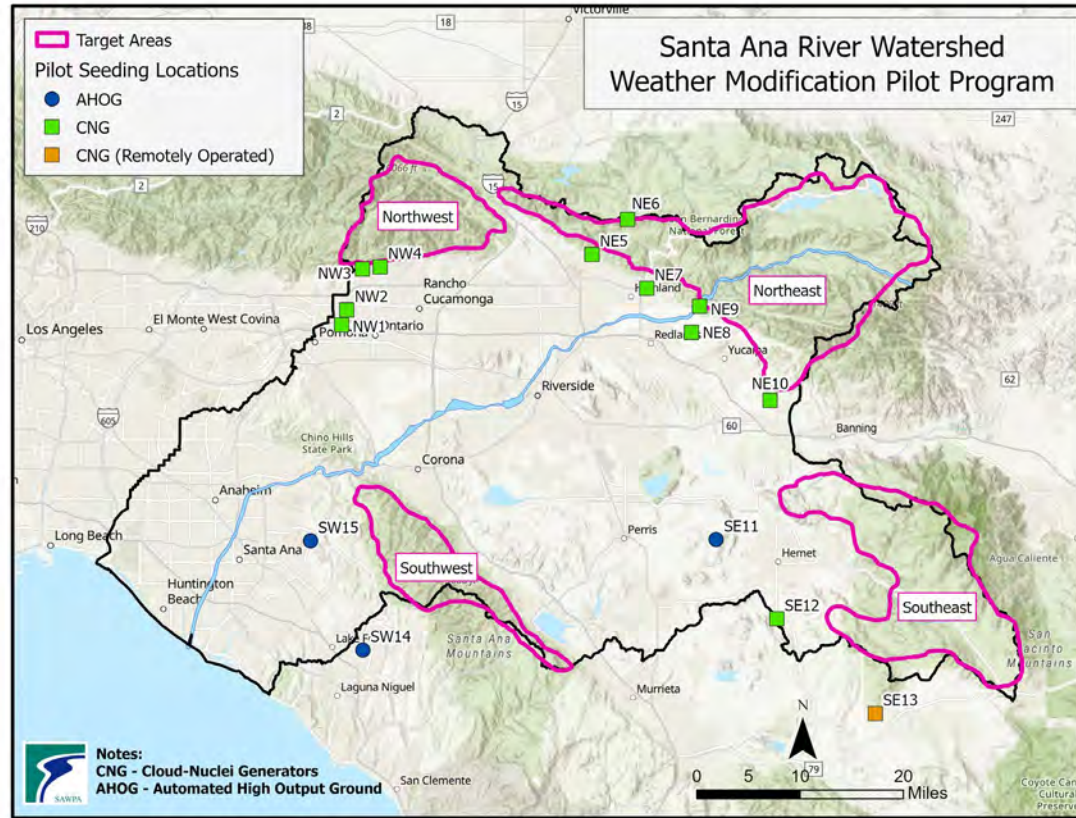 Santa Ana River Watershed
Weather Modification Pilot Program
Target Areas
Pilot Seeding Locations
AHOG
CNG
CNG (Remotely Operated)
Victorville
18
15
2
247
2
15
210
Northwest
NE6
San Bernardino
National Forest
NW3
NW4
NE5
NE7
Highland
Northeast
NW2
Rancho
Cucamonga
NE9
NW1
Ontario
Pomona
Los Angeles
El Monte
West Covina
NE8
Yucaipa
Riverside
NE10
62
605
60
Banning
Chino Hills
State Park
Corona
Anaheim
SW15
Perris
SE11
Long Beach
Santa Ana
Hemet
Agua Caliente
Southwest
Huntington
Beach
SE12
Southeast
SW14
Santa Ana
Mountains
Laguna Niguel
Murrieta
SE13
N
79
San Clemente
0 5 10 20
Miles
Notes:
CNG - Cloud-Nuclei Generators
AHOG - Automated High Output Ground
SAWPA